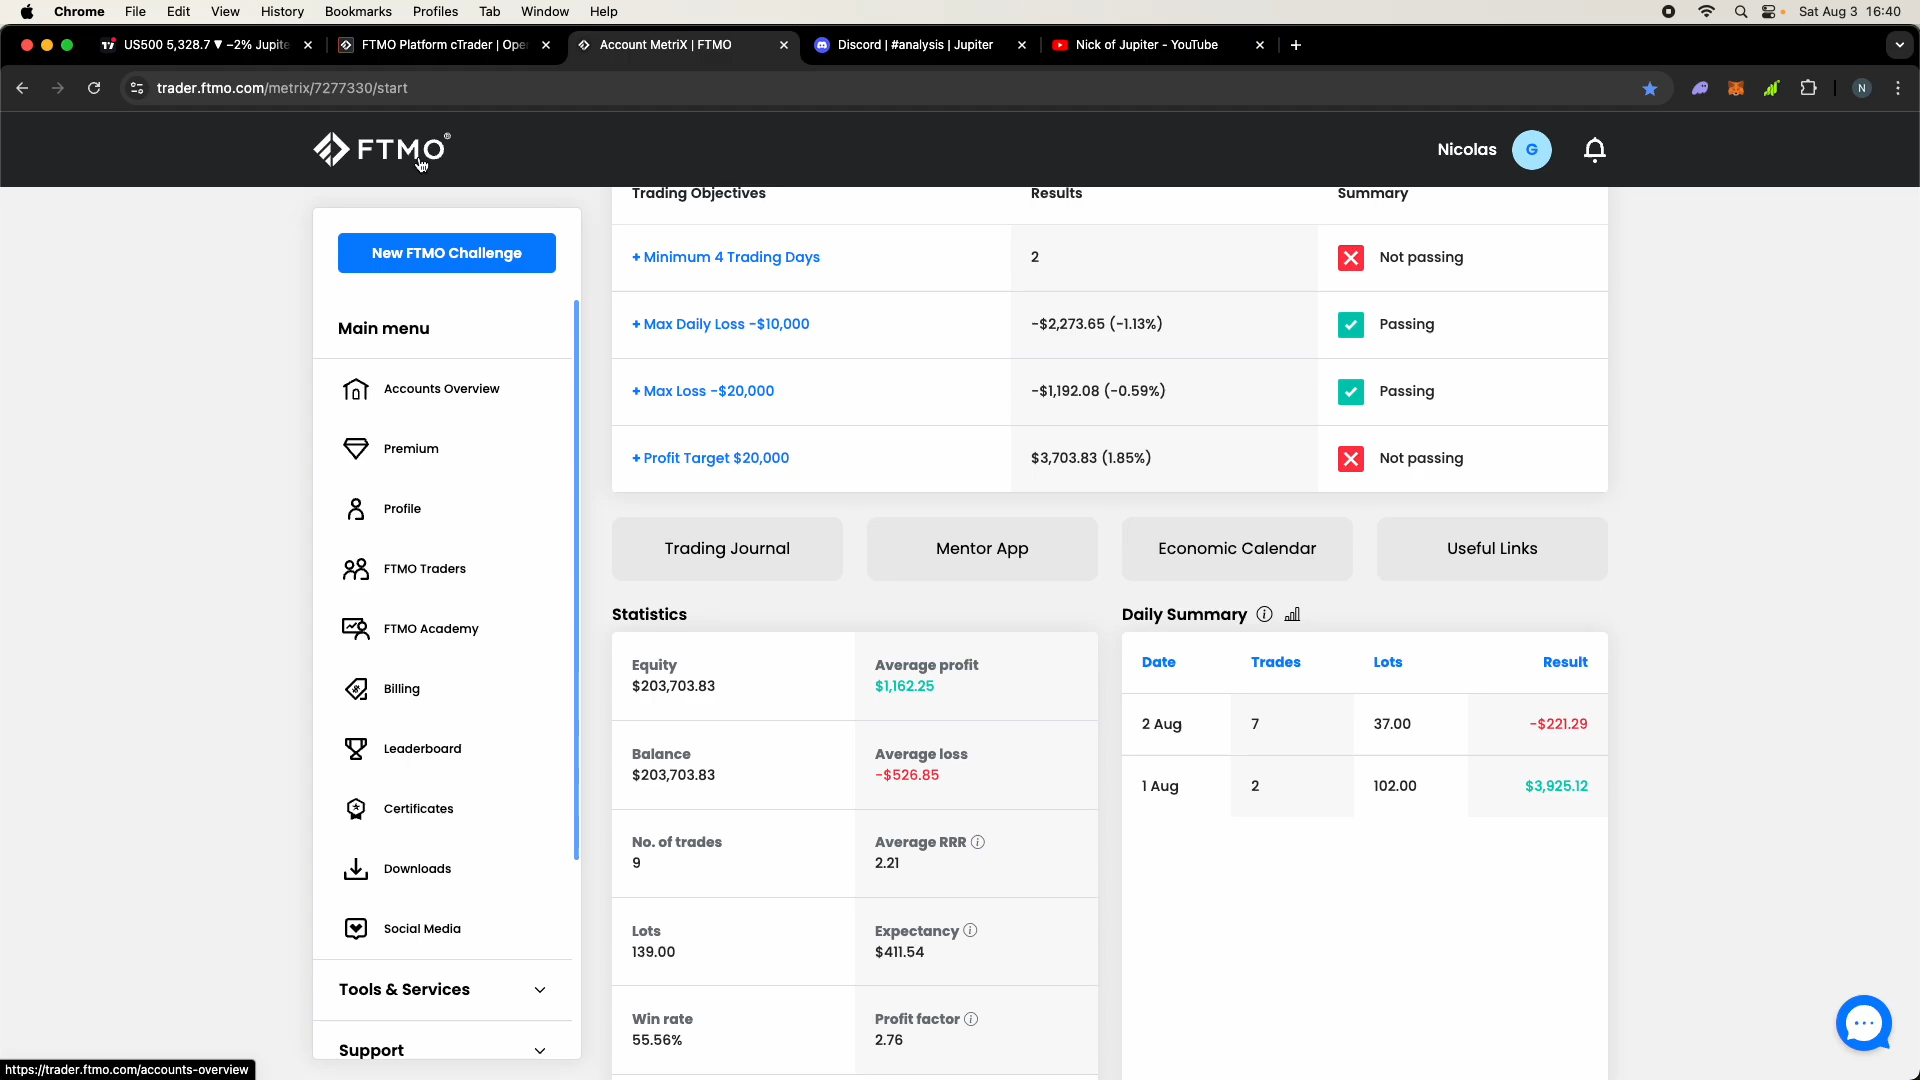 Chrome File Edit View History Bookmarks Profiles Tab Window Help Sat Aug 3 16:40
US500 5,328.7 ▼ −2% Jupite FTMO Platform cTrader | Ope Account MetriX | FTMO Discord | #analysis | Jupiter Nick of Jupiter - YouTube
trader.ftmo.com/metrix/7277330/start N
FTMO® Nicolas G
New FTMO Challenge
Main menu
Accounts Overview
Premium
Profile
FTMO Traders
FTMO Academy
Billing
Leaderboard
Certificates
Downloads
Social Media
Tools & Services
Support
Trading Objectives Results Summary
+ Minimum 4 Trading Days 2 Not passing
+ Max Daily Loss -$10,000 -$2,273.65 (-1.13%) Passing
+ Max Loss -$20,000 -$1,192.08 (-0.59%) Passing
+ Profit Target $20,000 $3,703.83 (1.85%) Not passing
Trading Journal Mentor App Economic Calendar Useful Links
Statistics
Equity Average profit
$203,703.83 $1,162.25
Balance Average loss
$203,703.83 -$526.85
No. of trades Average RRR
9 2.21
Lots Expectancy
139.00 $411.54
Win rate Profit factor
55.56% 2.76
Daily Summary
Date Trades Lots Result
2 Aug 7 37.00 -$221.29
1 Aug 2 102.00 $3,925.12
https://trader.ftmo.com/accounts-overview